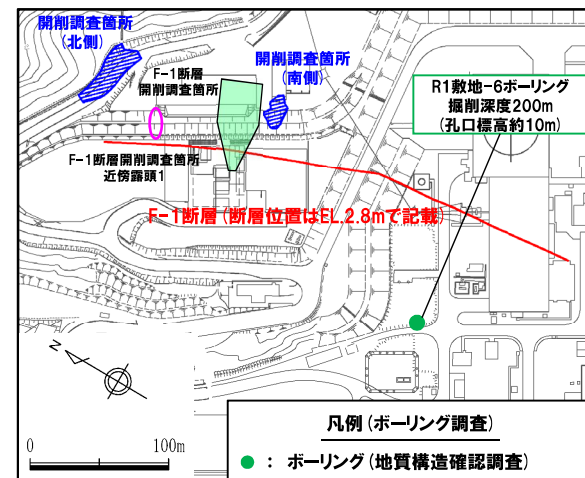 開削調査箇所
(北側)
F-1断層
開削調査箇所
開削調査箇所
(南側)
R1敷地-6ボーリング
掘削深度200m
(孔口標高約10m)
F-1断層開削調査箇所
近傍露頭1
F-1断層(断層位置はEL.2.8mで記載)
N
0 100m
凡例(ボーリング調査)
● : ボーリング(地質構造確認調査)